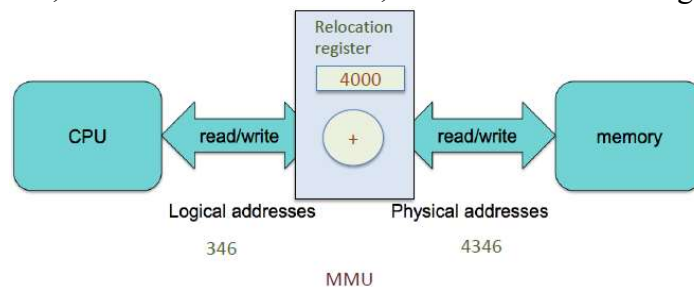 Relocation
register
4000
CPU
read/write
+
read/write
memory
Logical addresses
Physical addresses
346
4346
MMU